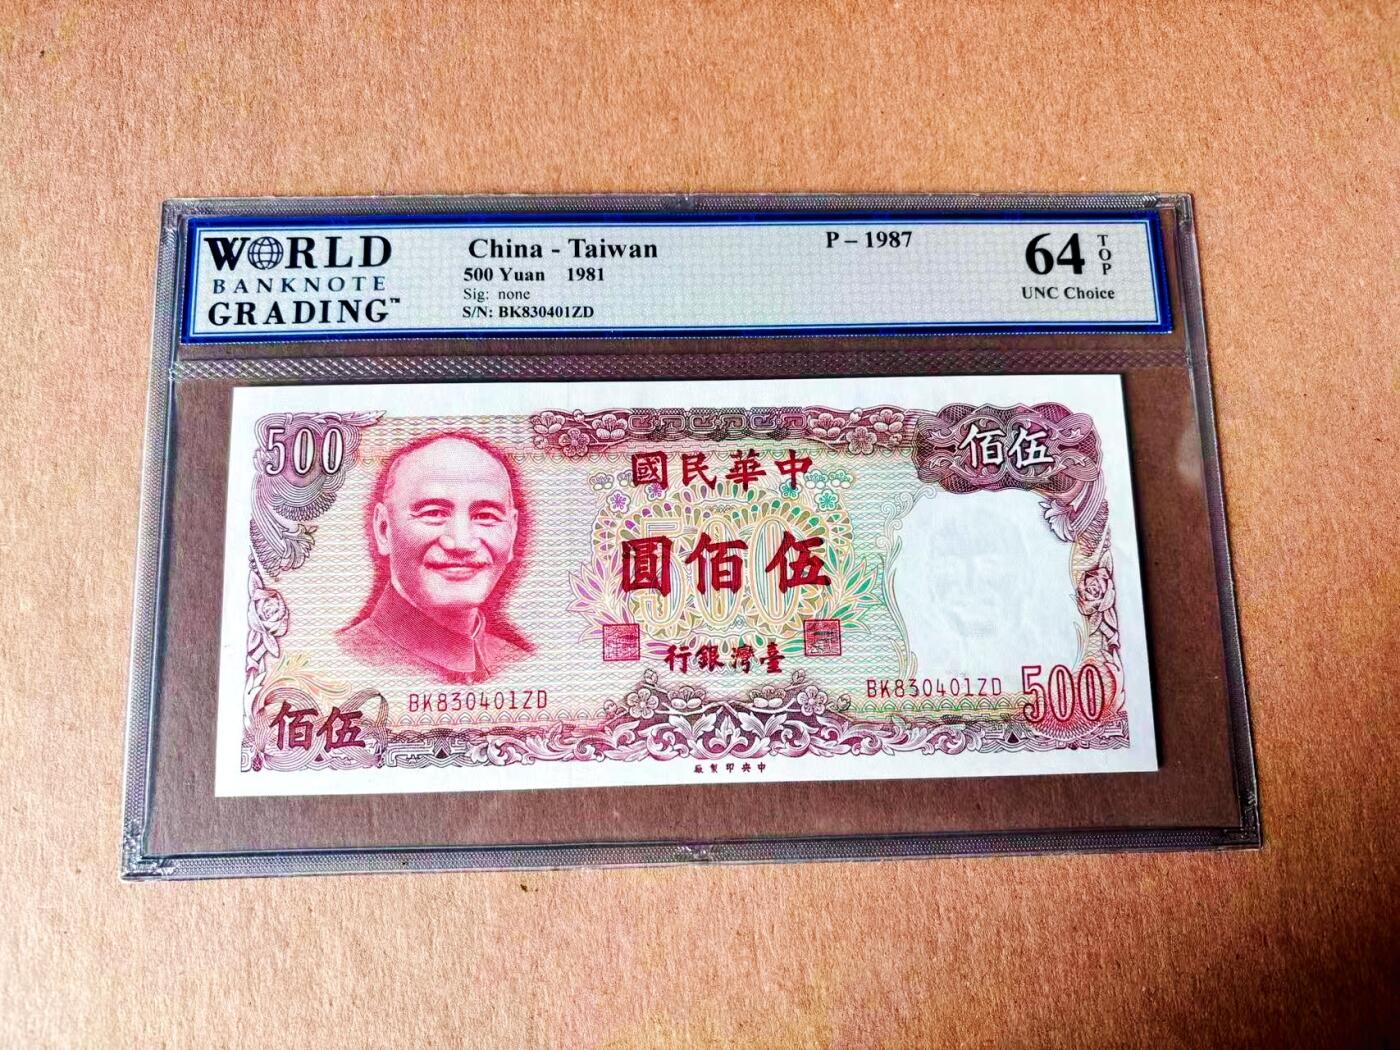 WORLD
BANKNOTE
GRADING™
China - Taiwan
500 Yuan 1981
Sig: none
S/N: BK830401ZD
P – 1987
64 TOP
UNC Choice
500
伍佰
中華民國
500
伍佰圓
臺灣銀行
BK830401ZD
BK830401ZD
伍佰
500
中央印製廠